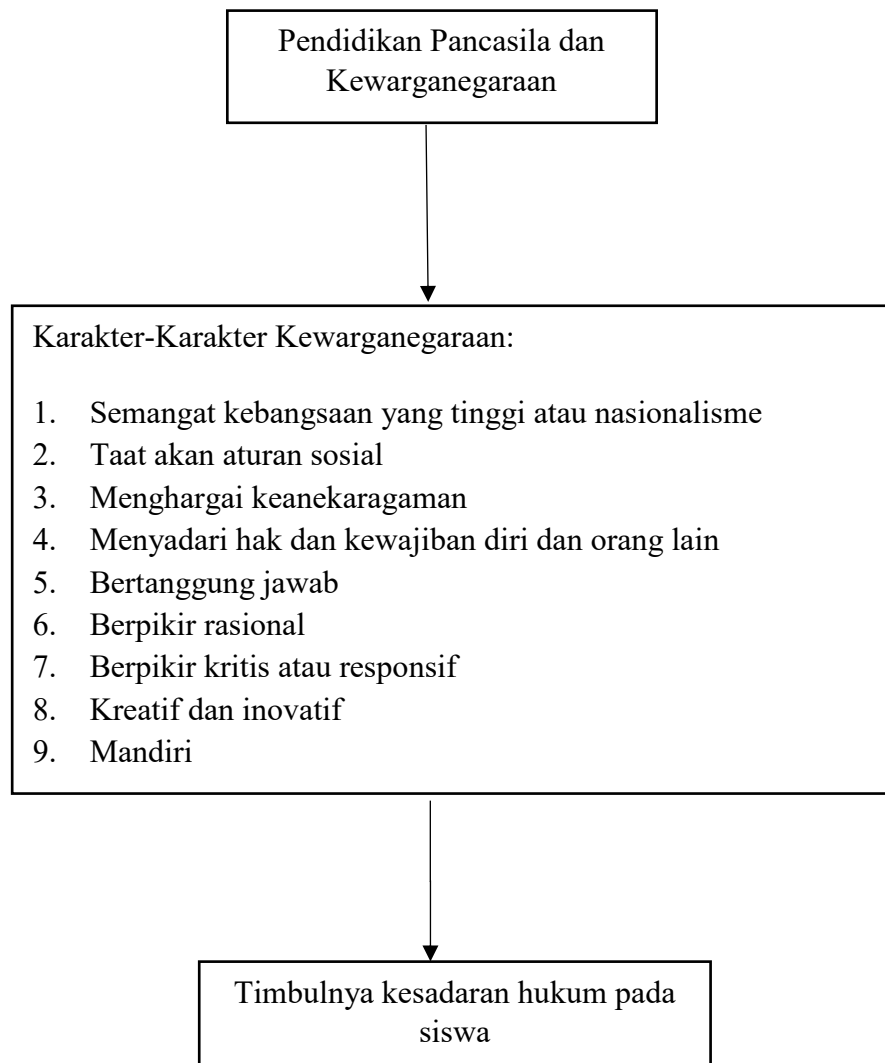 Pendidikan Pancasila dan
Kewarganegaraan
Karakter-Karakter Kewarganegaraan:
1. Semangat kebangsaan yang tinggi atau nasionalisme
2. Taat akan aturan sosial
3. Menghargai keanekaragaman
4. Menyadari hak dan kewajiban diri dan orang lain
5. Bertanggung jawab
6. Berpikir rasional
7. Berpikir kritis atau responsif
8. Kreatif dan inovatif
9. Mandiri
Timbulnya kesadaran hukum pada
siswa